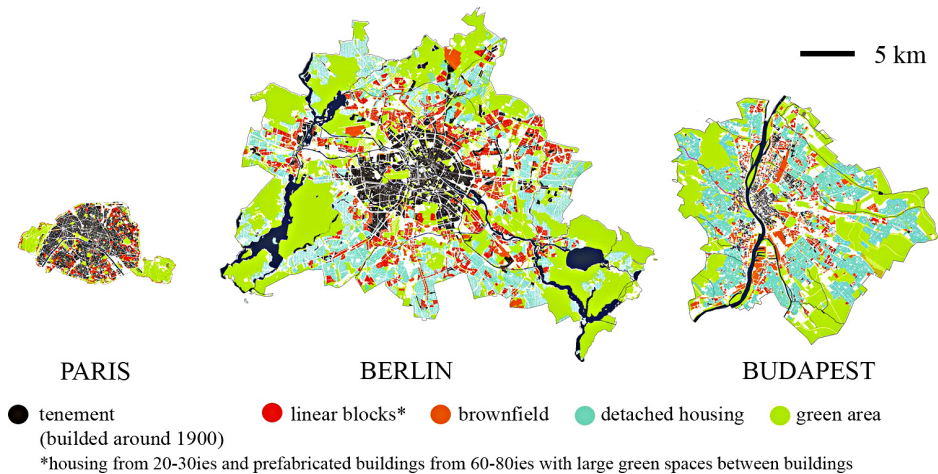 5 km
PARIS
BERLIN
BUDAPEST
tenement
(builded around 1900)
linear blocks*
brownfield
detached housing
green area
*housing from 20-30ies and prefabricated buildings from 60-80ies with large green spaces between buildings